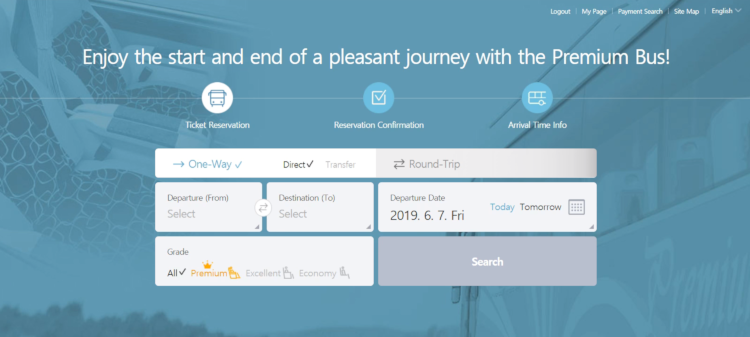 Logout | My Page | Payment Search | Site Map | English
Enjoy the start and end of a pleasant journey with the Premium Bus!
Ticket Reservation
Reservation Confirmation
Arrival Time Info
One-Way
Direct
Transfer
Round-Trip
Departure (From)
Select
Destination (To)
Select
Departure Date
2019. 6. 7. Fri
Today Tomorrow
Grade
All Premium Excellent Economy
Search